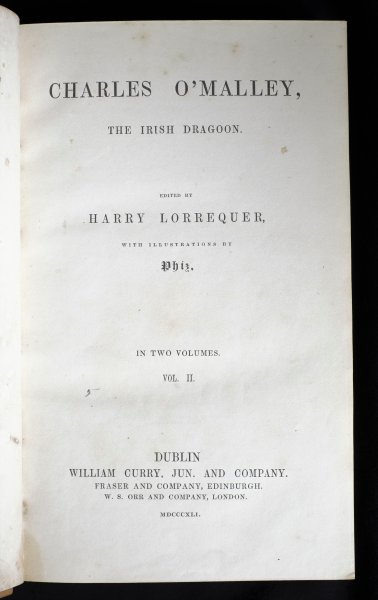 CHARLES O'MALLEY,
THE IRISH DRAGOON.
EDITED BY
HARRY LORREQUER,
WITH ILLUSTRATIONS BY
Phiz.
IN TWO VOLUMES.
VOL. II.
DUBLIN
WILLIAM CURRY, JUN. AND COMPANY.
FRASER AND COMPANY, EDINBURGH.
W. S. ORR AND COMPANY, LONDON.
MDCCCXLI.